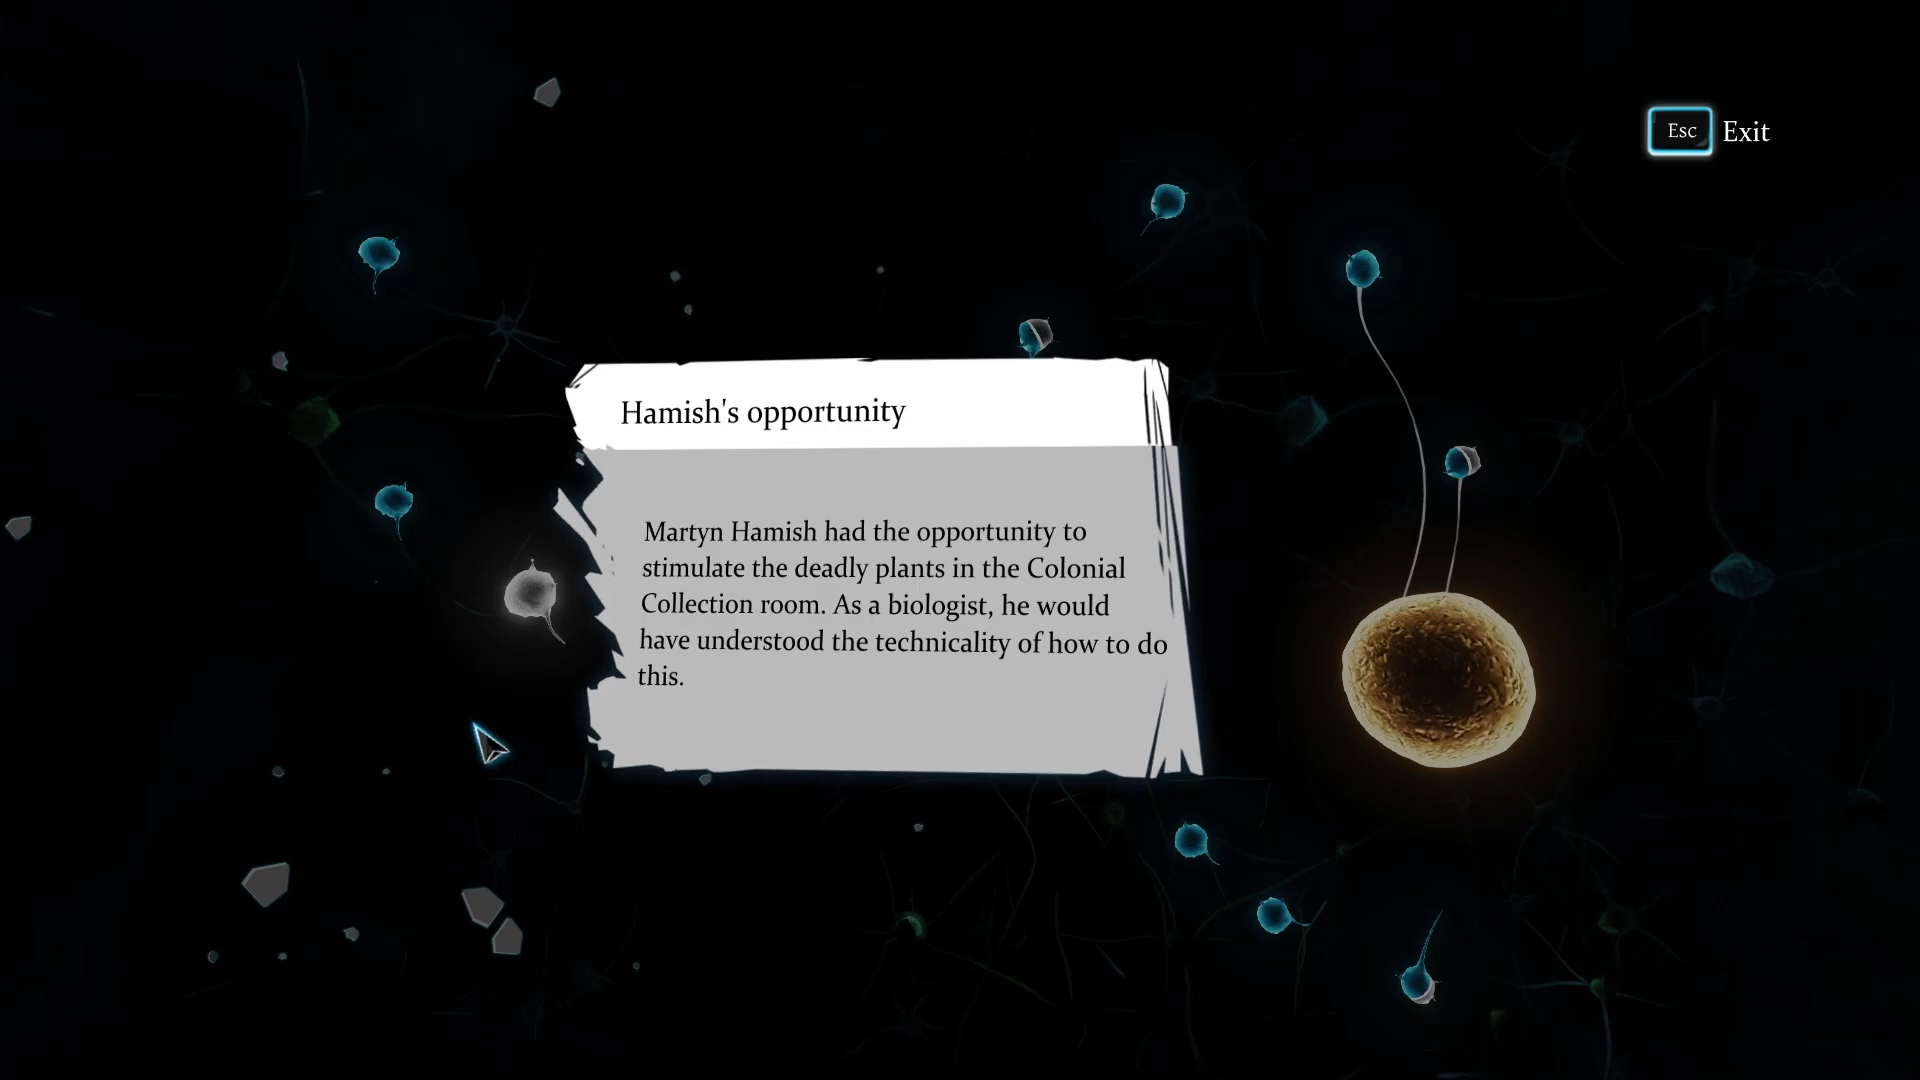 Esc Exit
Hamish's opportunity
Martyn Hamish had the opportunity to
stimulate the deadly plants in the Colonial
Collection room. As a biologist, he would
have understood the technicality of how to do
this.